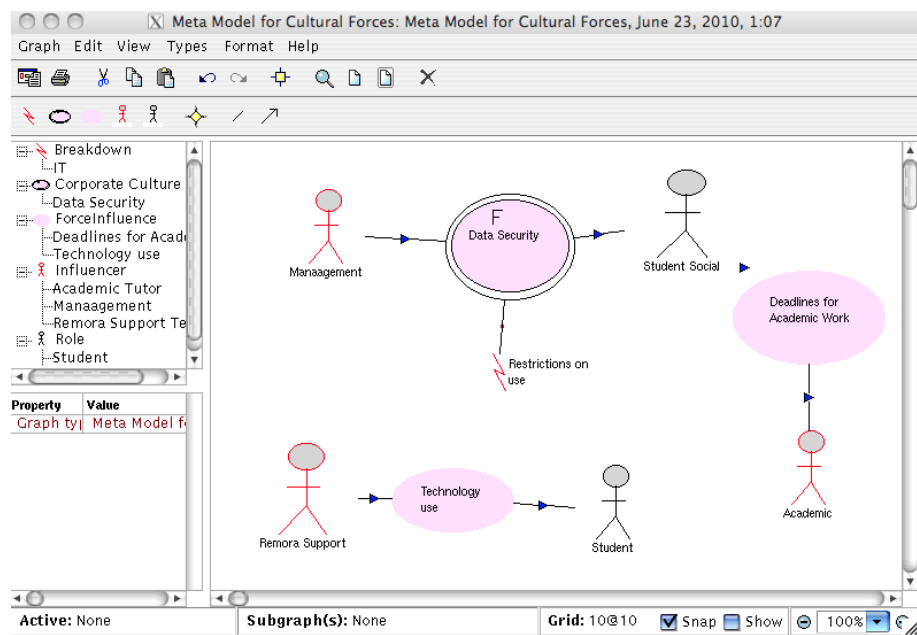 Meta Model for Cultural Forces: Meta Model for Cultural Forces, June 23, 2010, 1:07
Graph Edit View Types Format Help
Breakdown
IT
Corporate Culture
Data Security
ForceInfluence
Deadlines for Acad
Technology use
Influencer
Academic Tutor
Manaagement
Remora Support Te
Role
Student
Property Value
Graph typ Meta Model f
Manaagement
F
Data Security
Student Social
Deadlines for
Academic Work
Restrictions on
use
Remora Support
Technology
use
Student
Academic
Active: None
Subgraph(s): None
Grid: 10@10
Snap
Show
100%